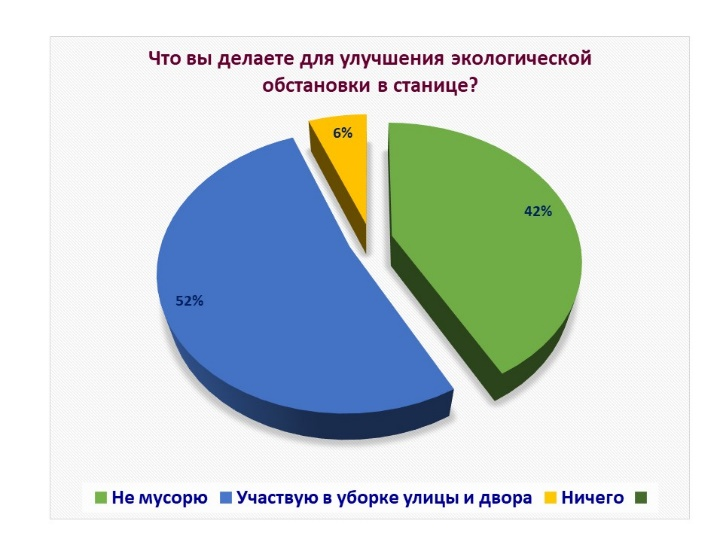 Что вы делаете для улучшения экологической
обстановки в станице?
6%
42%
52%
Не мусорю Участвую в уборке улицы и двора Ничего